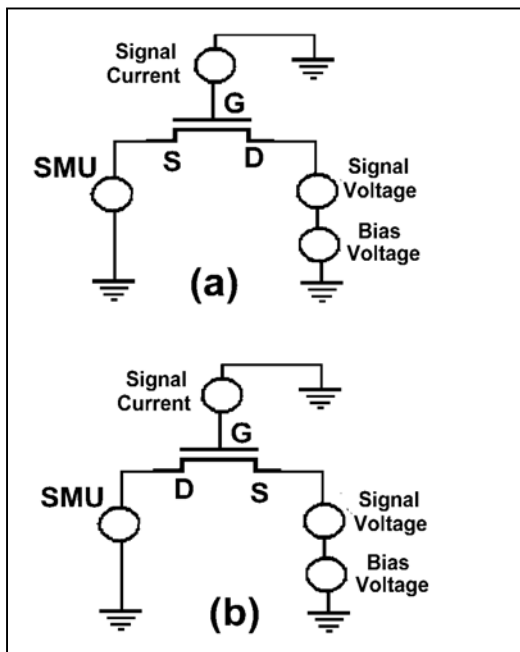 Signal
Current
G
S
D
SMU
Signal
Voltage
Bias
Voltage
(a)
Signal
Current
G
SMU
D
S
Signal
Voltage
Bias
Voltage
(b)